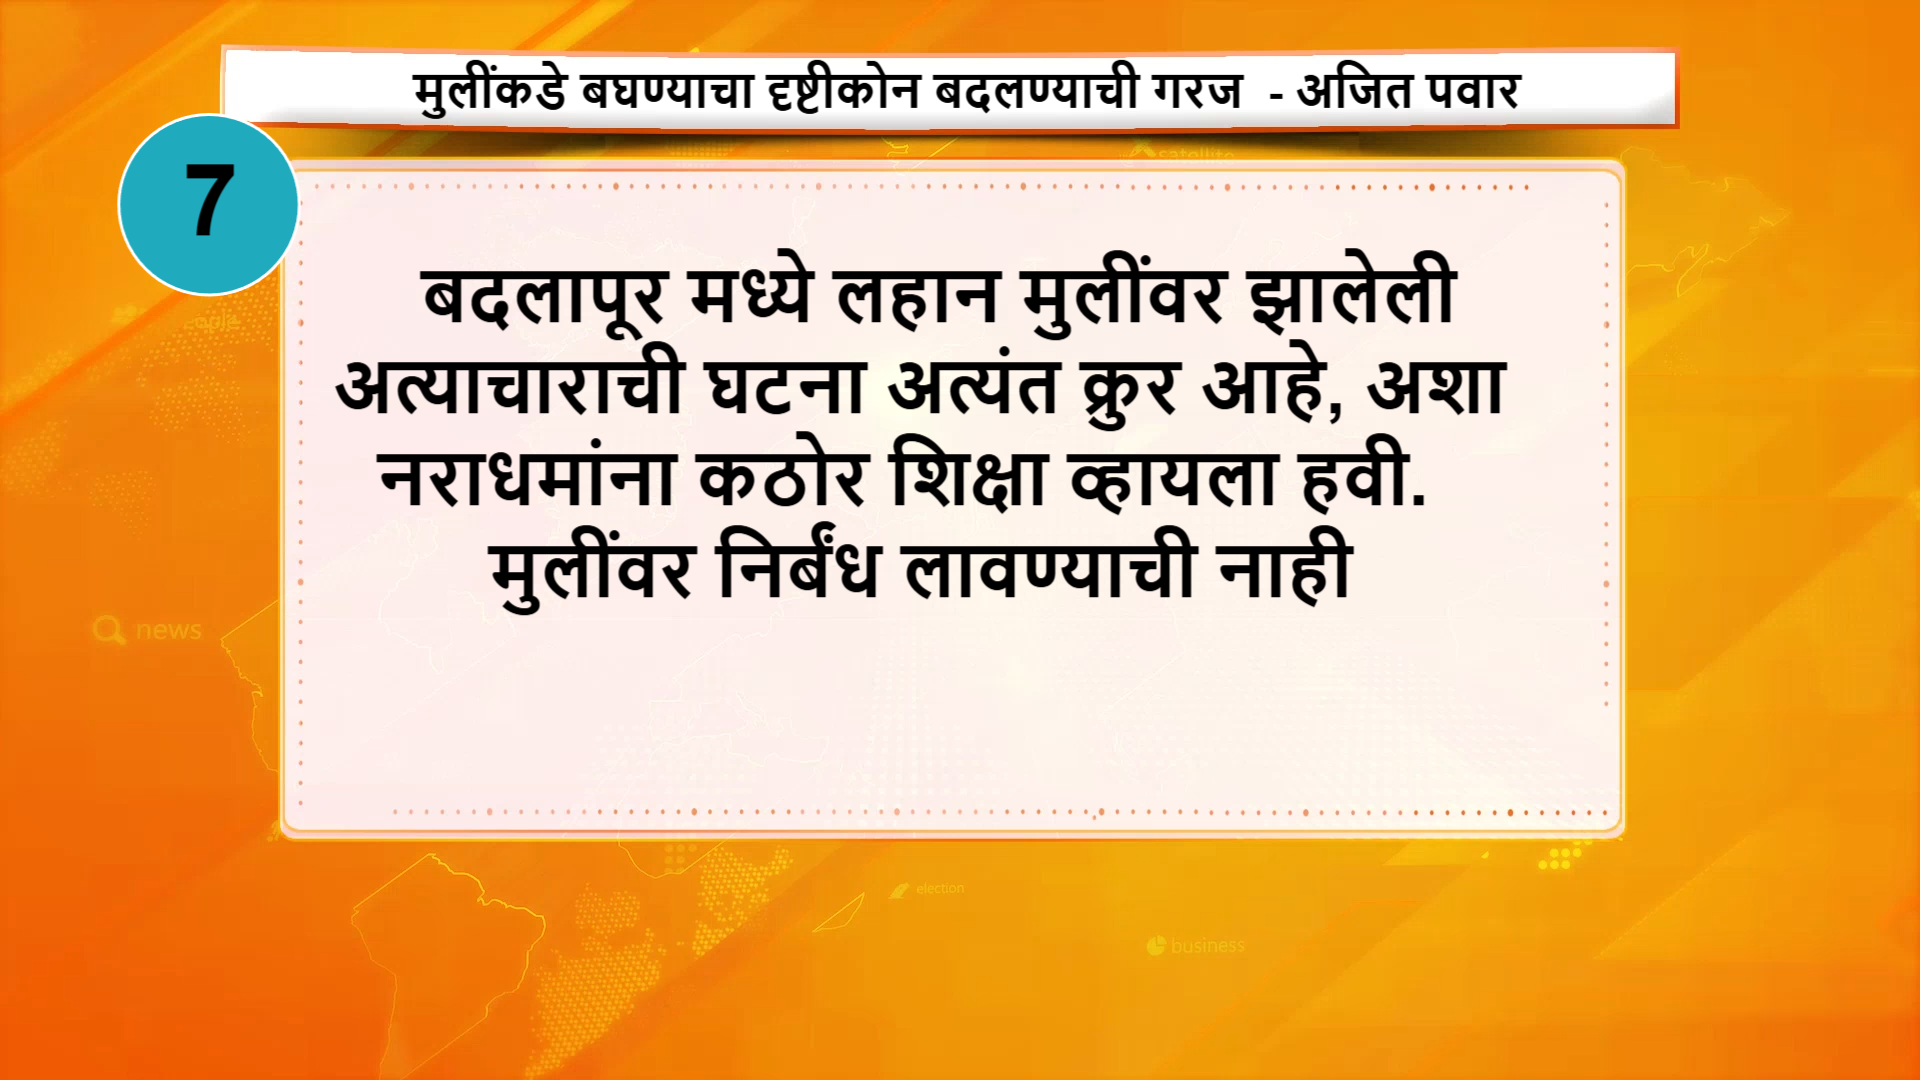 मुलींकडे बघण्याचा दृष्टीकोन बदलण्याची गरज - अजित पवार
7
बदलापूर मध्ये लहान मुलींवर झालेली
अत्याचाराची घटना अत्यंत क्रुर आहे, अशा
नराधमांना कठोर शिक्षा व्हायला हवी.
मुलींवर निर्बंध लावण्याची नाही
satellite
news
election
business